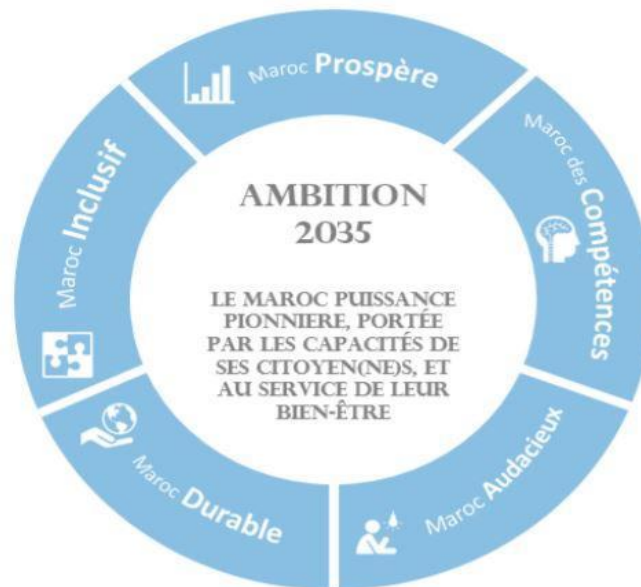 Maroc Prospère
Maroc des Compétences
Maroc Audacieux
Maroc Durable
Maroc Inclusif
AMBITION
2035
LE MAROC PUISSANCE
PIONNIERE, PORTÉE
PAR LES CAPACITÉS DE
SES CITOYEN(NE)S, ET
AU SERVICE DE LEUR
BIEN-ÊTRE